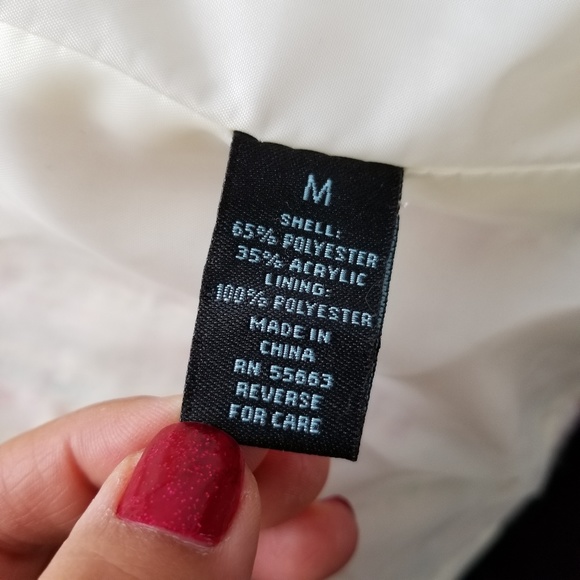 M
SHELL:
65% POLYESTER
35% ACRYLIC
LINING:
100% POLYESTER
MADE IN
CHINA
RN 55663
REVERSE
FOR CARE